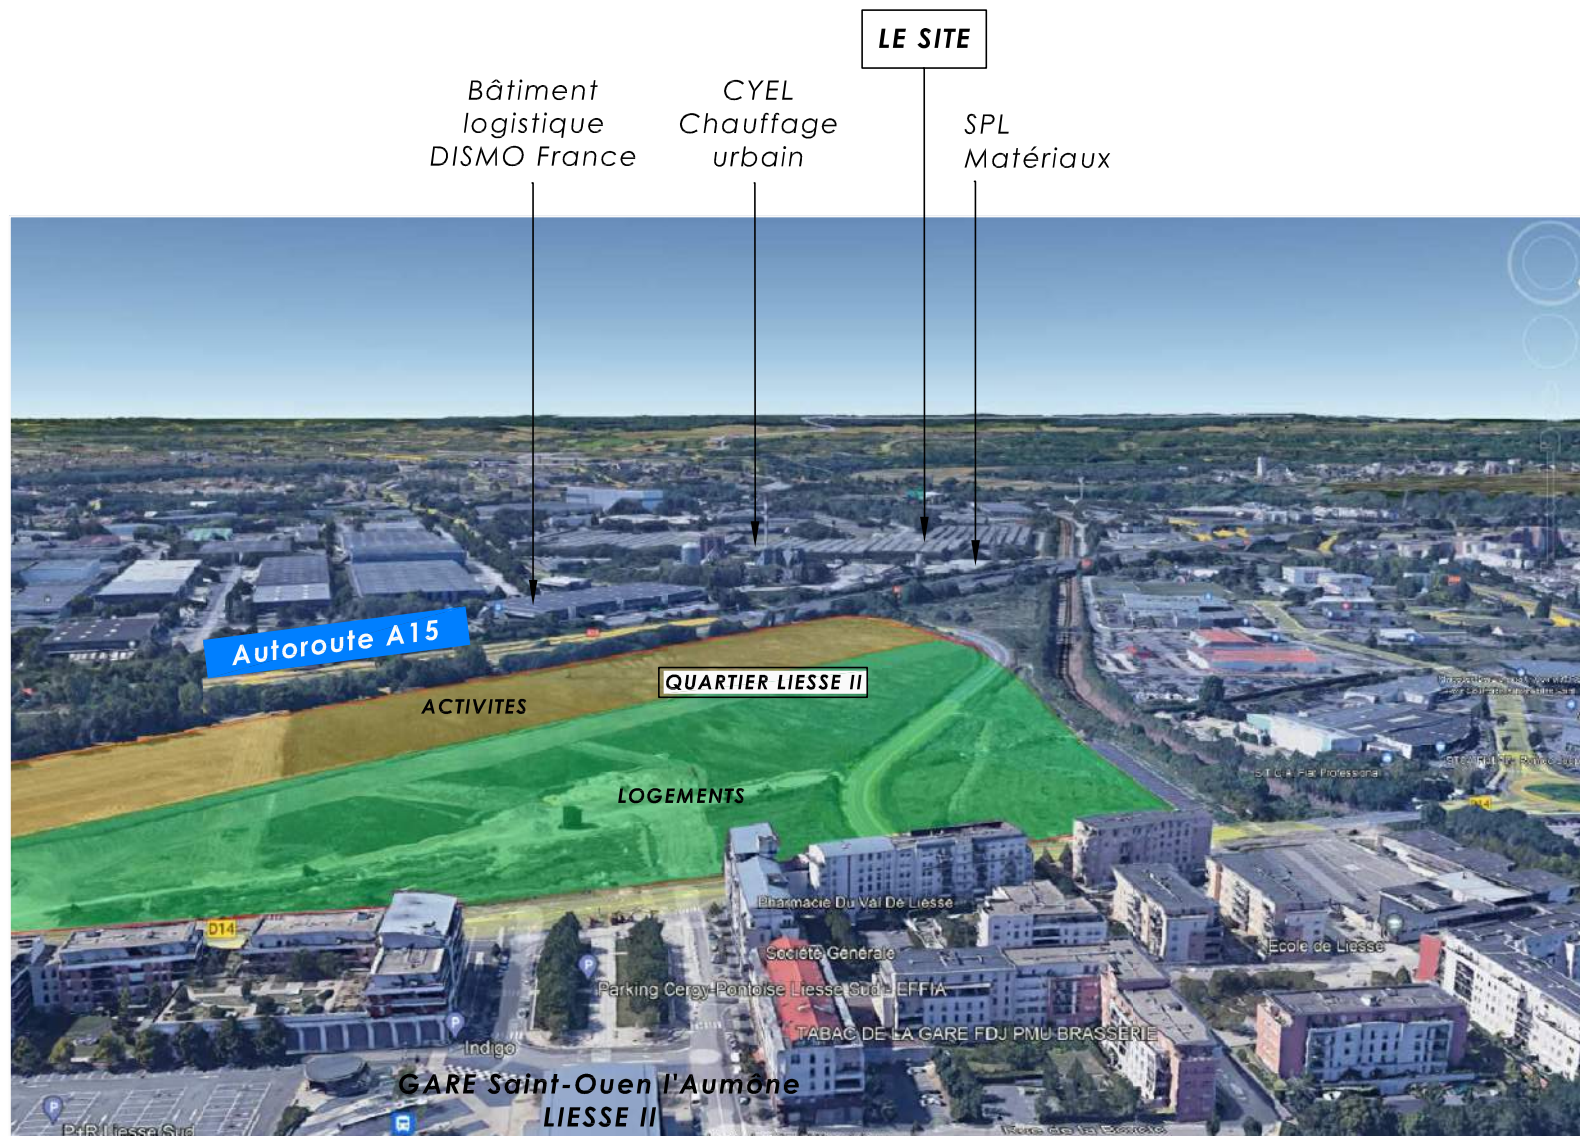 LE SITE
Bâtiment
logistique
DISMO France
CYEL
Chauffage
urbain
SPL
Matériaux
Autoroute A15
QUARTIER LIESSE II
ACTIVITES
LOGEMENTS
S.T.C.A. Fiat Professional
D14
Pharmacie Du Val De Liesse
D14
Société Générale
Ecole de Liesse
P
Parking Cergy-Pontoise Liesse Sud - EFFIA
P
Indigo
TABAC DE LA GARE FDJ PMU BRASSERIE
GARE Saint-Ouen l'Aumône
LIESSE II
P
P+R Liesse Sud